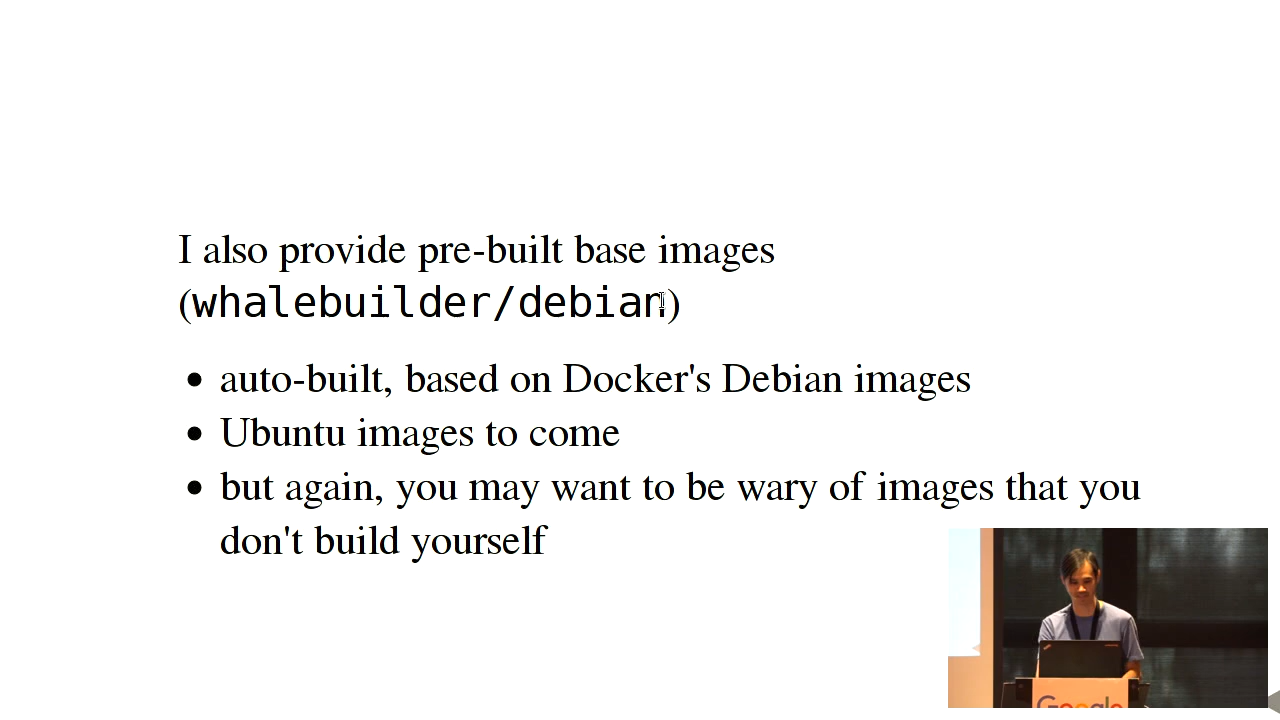 I also provide pre-built base images
(whalebuilder/debian)
• auto-built, based on Docker's Debian images
• Ubuntu images to come
• but again, you may want to be wary of images that you
don't build yourself
Google